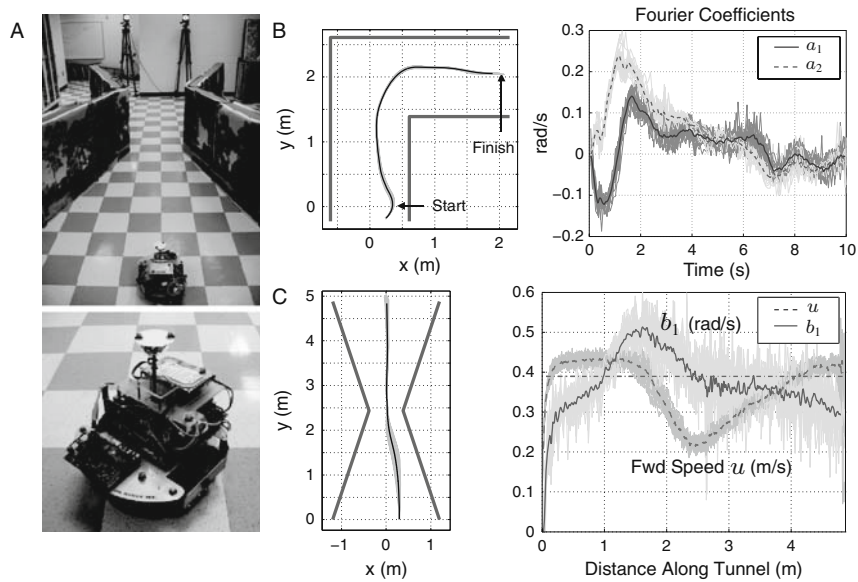 A
B
y (m)
2
1
0
Finish
Start
0
1
2
x (m)
Fourier Coefficients
rad/s
0.3
0.2
0.1
0
-0.1
-0.2
a₁
a₂
0
2
4
6
8
10
Time (s)
C
y (m)
5
4
3
2
1
0
−1
0
1
x (m)
0.6
0.5
0.4
0.3
0.2
0.1
0
b₁ (rad/s)
u
b₁
Fwd Speed u (m/s)
0
1
2
3
4
Distance Along Tunnel (m)